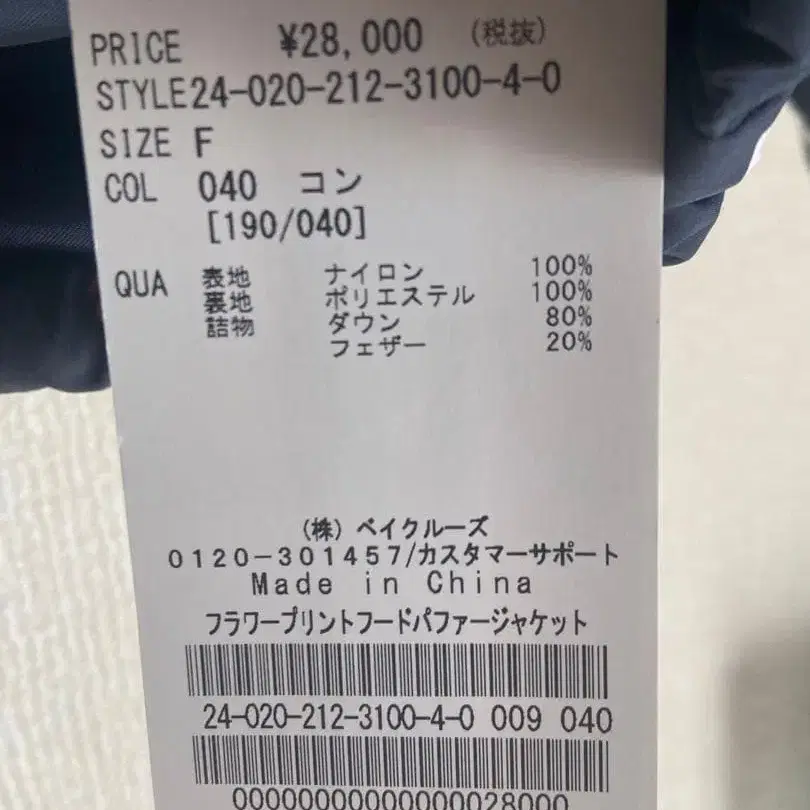 PRICE ¥28,000 (税抜)
STYLE 24-020-212-3100-4-0
SIZE F
COL 040 コン
[190/040]
QUA 表地 ナイロン 100%
裏地 ポリエステル 100%
詰物 ダウン 80%
フェザー 20%
(株) ベイクルーズ
0120-301457/カスタマーサポート
Made in China
フラワープリントフードパファージャケット
24-020-212-3100-4-0 009 040
00000000000000028000